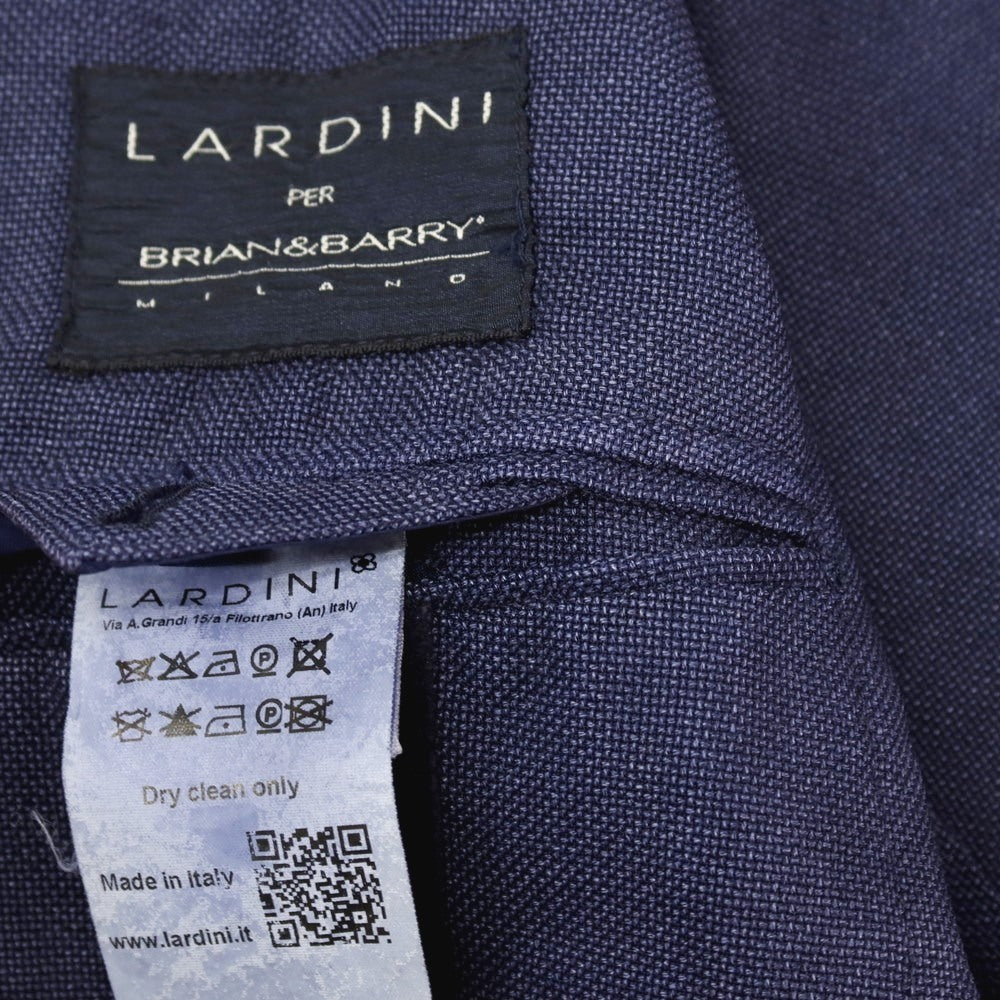 LARDINI
PER
BRIAN&BARRY
MILANO
LARDINI
Via A.Grandi 15/a Filottrano (An) Italy
P
P
Dry clean only
Made in italy
www.lardini.it